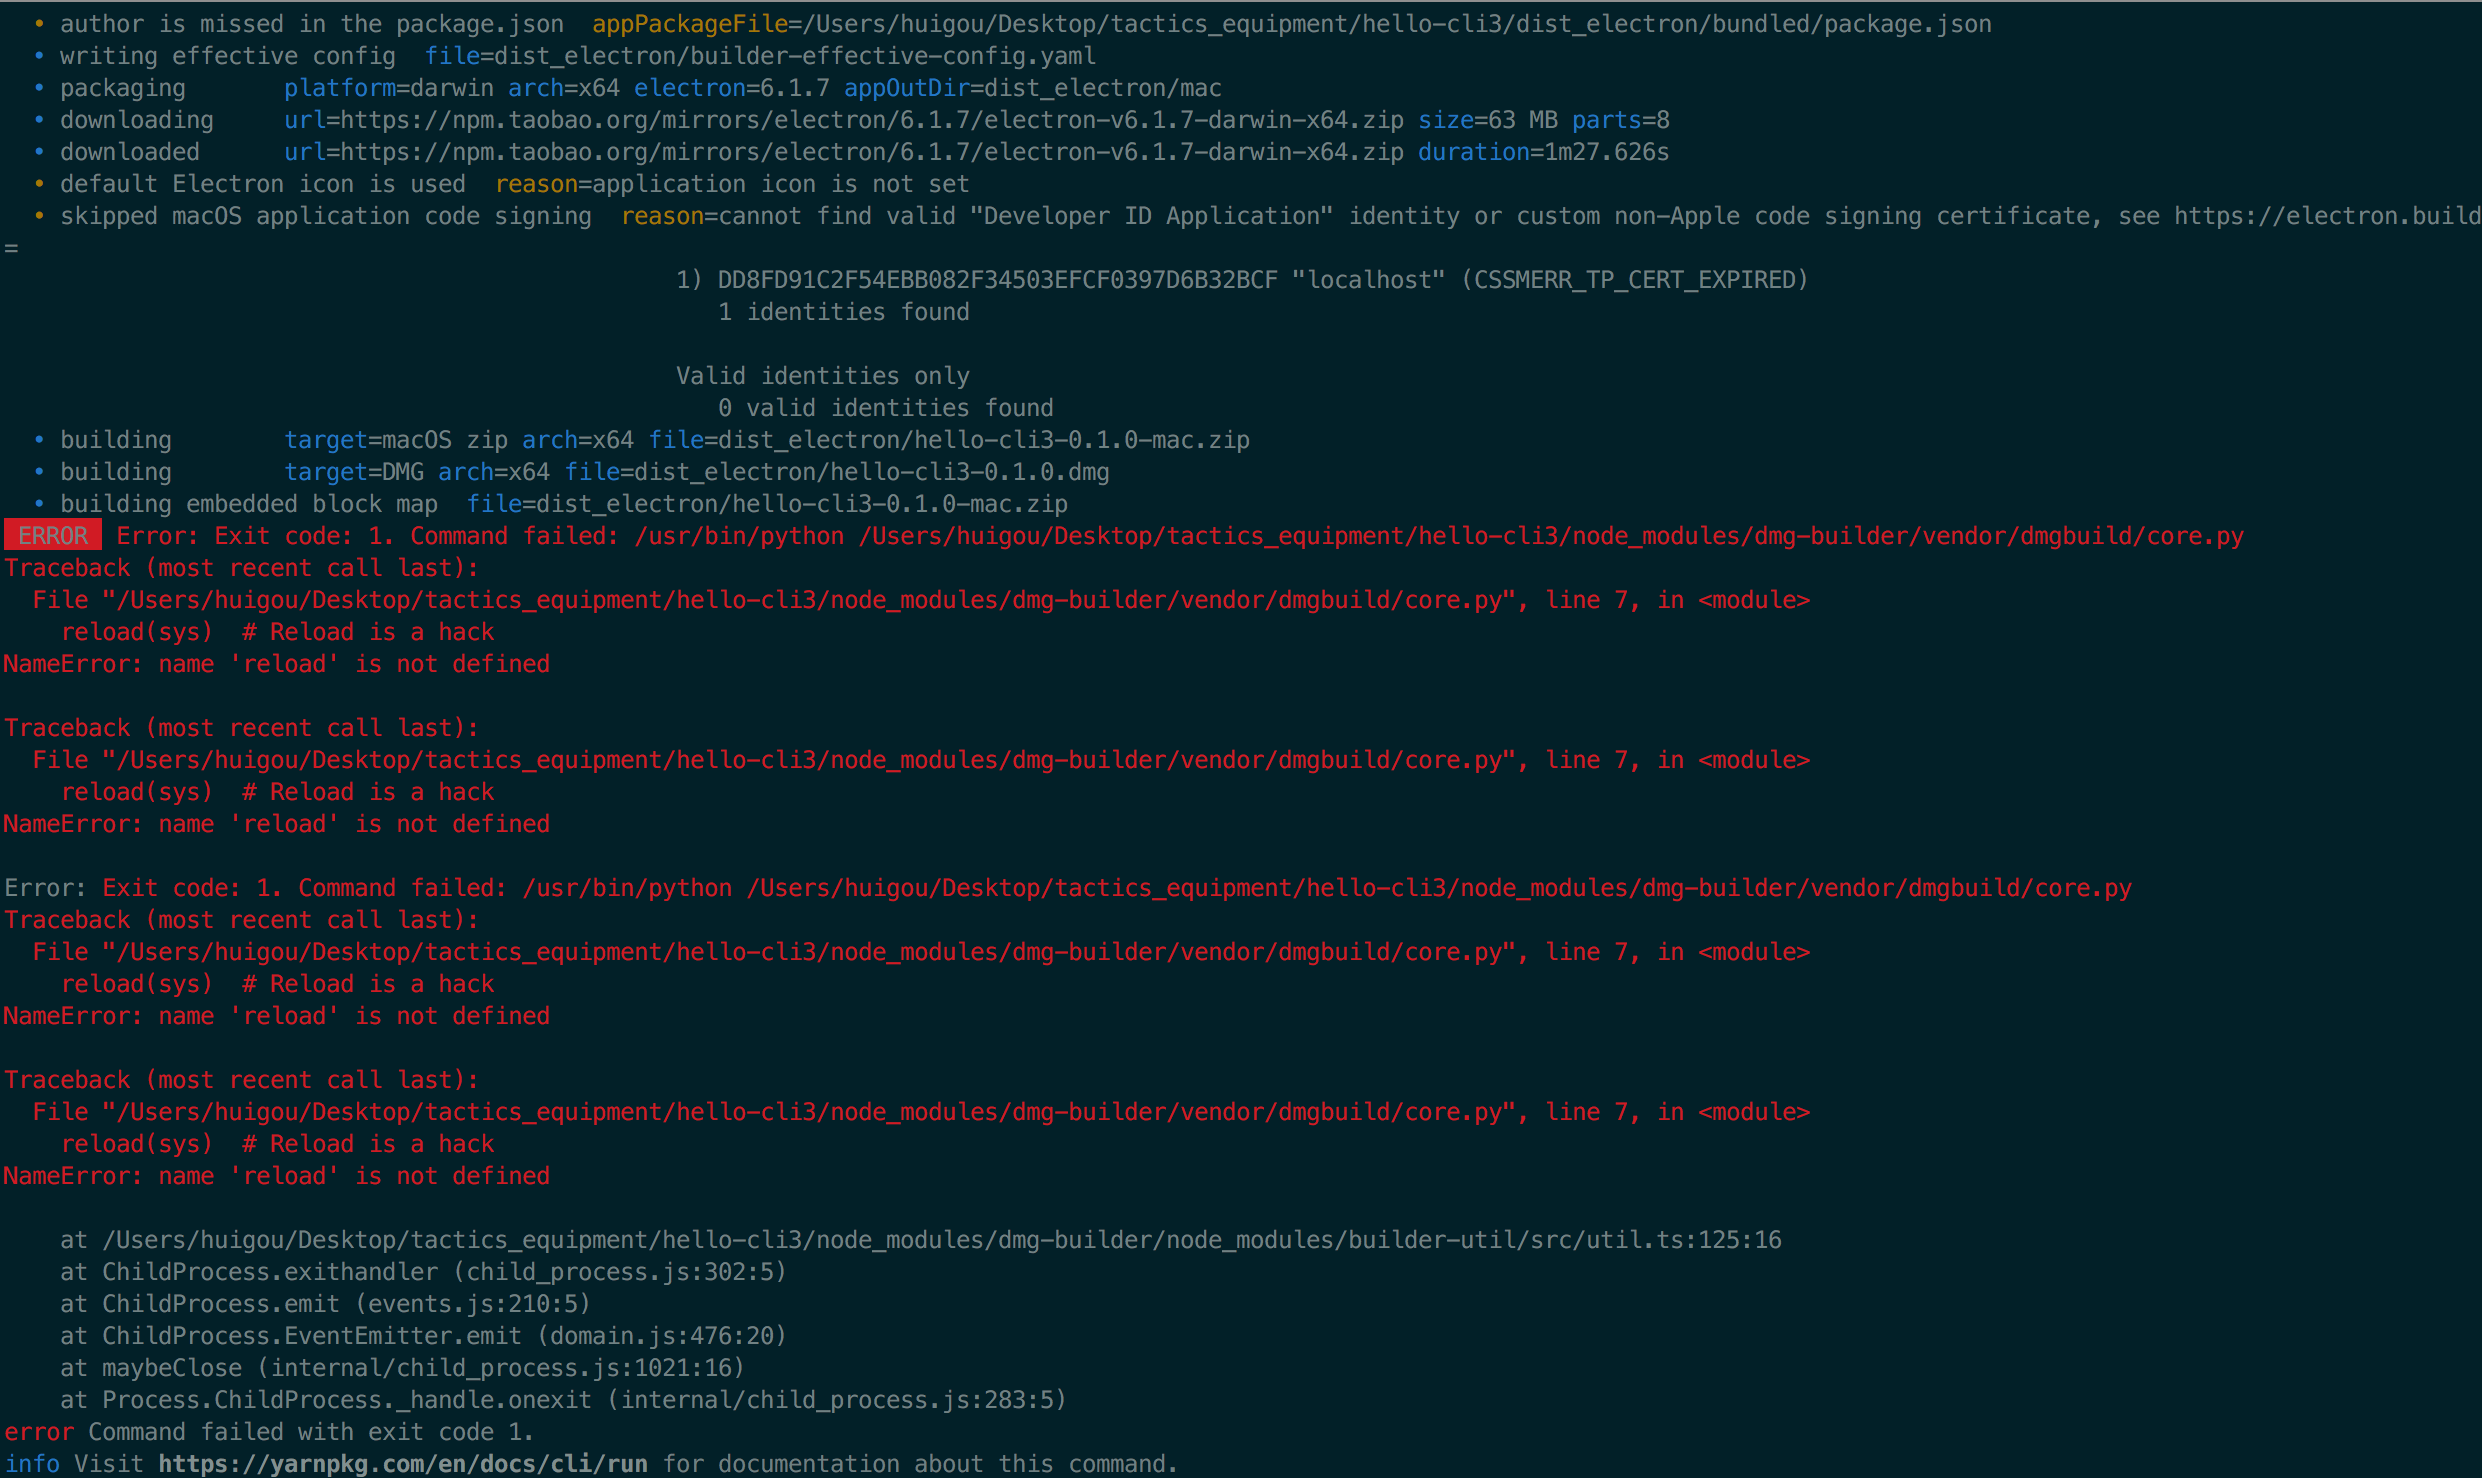 • author is missed in the package.json  appPackageFile=/Users/huigou/Desktop/tactics_equipment/hello-cli3/dist_electron/bundled/package.json
• writing effective config  file=dist_electron/builder-effective-config.yaml
• packaging       platform=darwin arch=x64 electron=6.1.7 appOutDir=dist_electron/mac
• downloading     url=https://npm.taobao.org/mirrors/electron/6.1.7/electron-v6.1.7-darwin-x64.zip size=63 MB parts=8
• downloaded      url=https://npm.taobao.org/mirrors/electron/6.1.7/electron-v6.1.7-darwin-x64.zip duration=1m27.626s
• default Electron icon is used  reason=application icon is not set
• skipped macOS application code signing  reason=cannot find valid "Developer ID Application" identity or custom non-Apple code signing certificate, see https://electron.build
=
1) DD8FD91C2F54EBB082F34503EFCF0397D6B32BCF "localhost" (CSSMERR_TP_CERT_EXPIRED)
1 identities found
Valid identities only
0 valid identities found
• building        target=macOS zip arch=x64 file=dist_electron/hello-cli3-0.1.0-mac.zip
• building        target=DMG arch=x64 file=dist_electron/hello-cli3-0.1.0.dmg
• building embedded block map  file=dist_electron/hello-cli3-0.1.0-mac.zip
ERROR  Error: Exit code: 1. Command failed: /usr/bin/python /Users/huigou/Desktop/tactics_equipment/hello-cli3/node_modules/dmg-builder/vendor/dmgbuild/core.py
Traceback (most recent call last):
File "/Users/huigou/Desktop/tactics_equipment/hello-cli3/node_modules/dmg-builder/vendor/dmgbuild/core.py", line 7, in <module>
reload(sys)  # Reload is a hack
NameError: name 'reload' is not defined
Traceback (most recent call last):
File "/Users/huigou/Desktop/tactics_equipment/hello-cli3/node_modules/dmg-builder/vendor/dmgbuild/core.py", line 7, in <module>
reload(sys)  # Reload is a hack
NameError: name 'reload' is not defined
Error: Exit code: 1. Command failed: /usr/bin/python /Users/huigou/Desktop/tactics_equipment/hello-cli3/node_modules/dmg-builder/vendor/dmgbuild/core.py
Traceback (most recent call last):
File "/Users/huigou/Desktop/tactics_equipment/hello-cli3/node_modules/dmg-builder/vendor/dmgbuild/core.py", line 7, in <module>
reload(sys)  # Reload is a hack
NameError: name 'reload' is not defined
Traceback (most recent call last):
File "/Users/huigou/Desktop/tactics_equipment/hello-cli3/node_modules/dmg-builder/vendor/dmgbuild/core.py", line 7, in <module>
reload(sys)  # Reload is a hack
NameError: name 'reload' is not defined
at /Users/huigou/Desktop/tactics_equipment/hello-cli3/node_modules/dmg-builder/node_modules/builder-util/src/util.ts:125:16
at ChildProcess.exithandler (child_process.js:302:5)
at ChildProcess.emit (events.js:210:5)
at ChildProcess.EventEmitter.emit (domain.js:476:20)
at maybeClose (internal/child_process.js:1021:16)
at Process.ChildProcess._handle.onexit (internal/child_process.js:283:5)
error Command failed with exit code 1.
info Visit https://yarnpkg.com/en/docs/cli/run for documentation about this command.